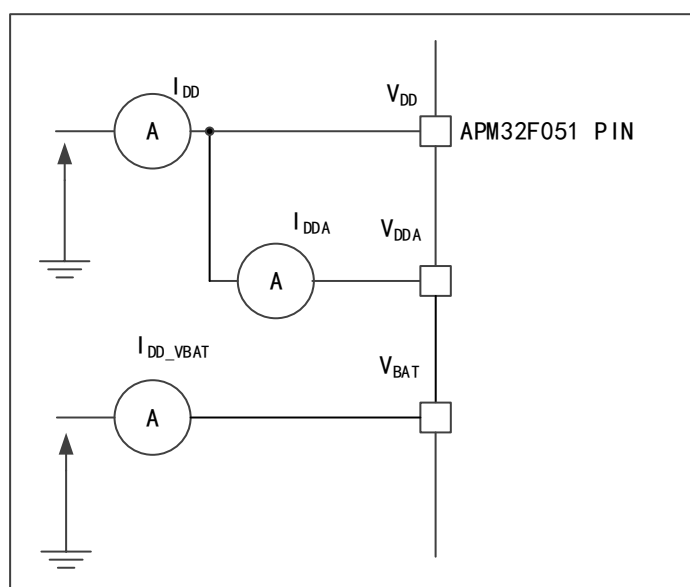 IDD
VDD
A
APM32F051 PIN
IDDA
VDDA
A
IDD_VBAT
VBAT
A